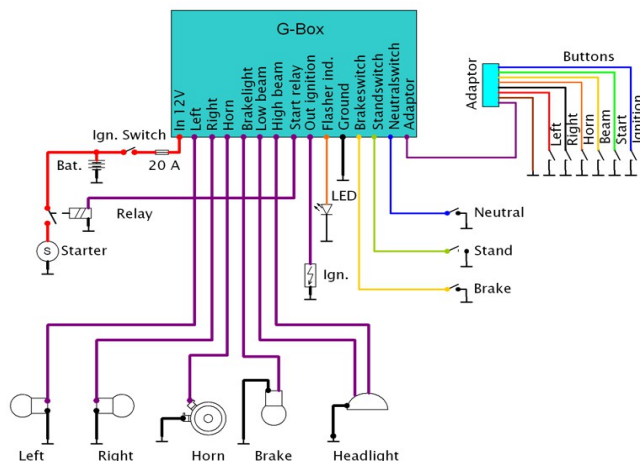 G-Box
In 12V
Left
Right
Horn
Brakelight
Low beam
High beam
Start relay
Out ignition
Flasher ind.
Ground
Brakeswitch
Standswitch
Neutralswitch
Adaptor
Adaptor
Buttons
Left
Right
Horn
Beam
Start
Ignition
Ign. Switch
Bat.
20 A
Relay
S
Starter
LED
Ign.
Neutral
Stand
Brake
Left
Right
Horn
Brake
Headlight